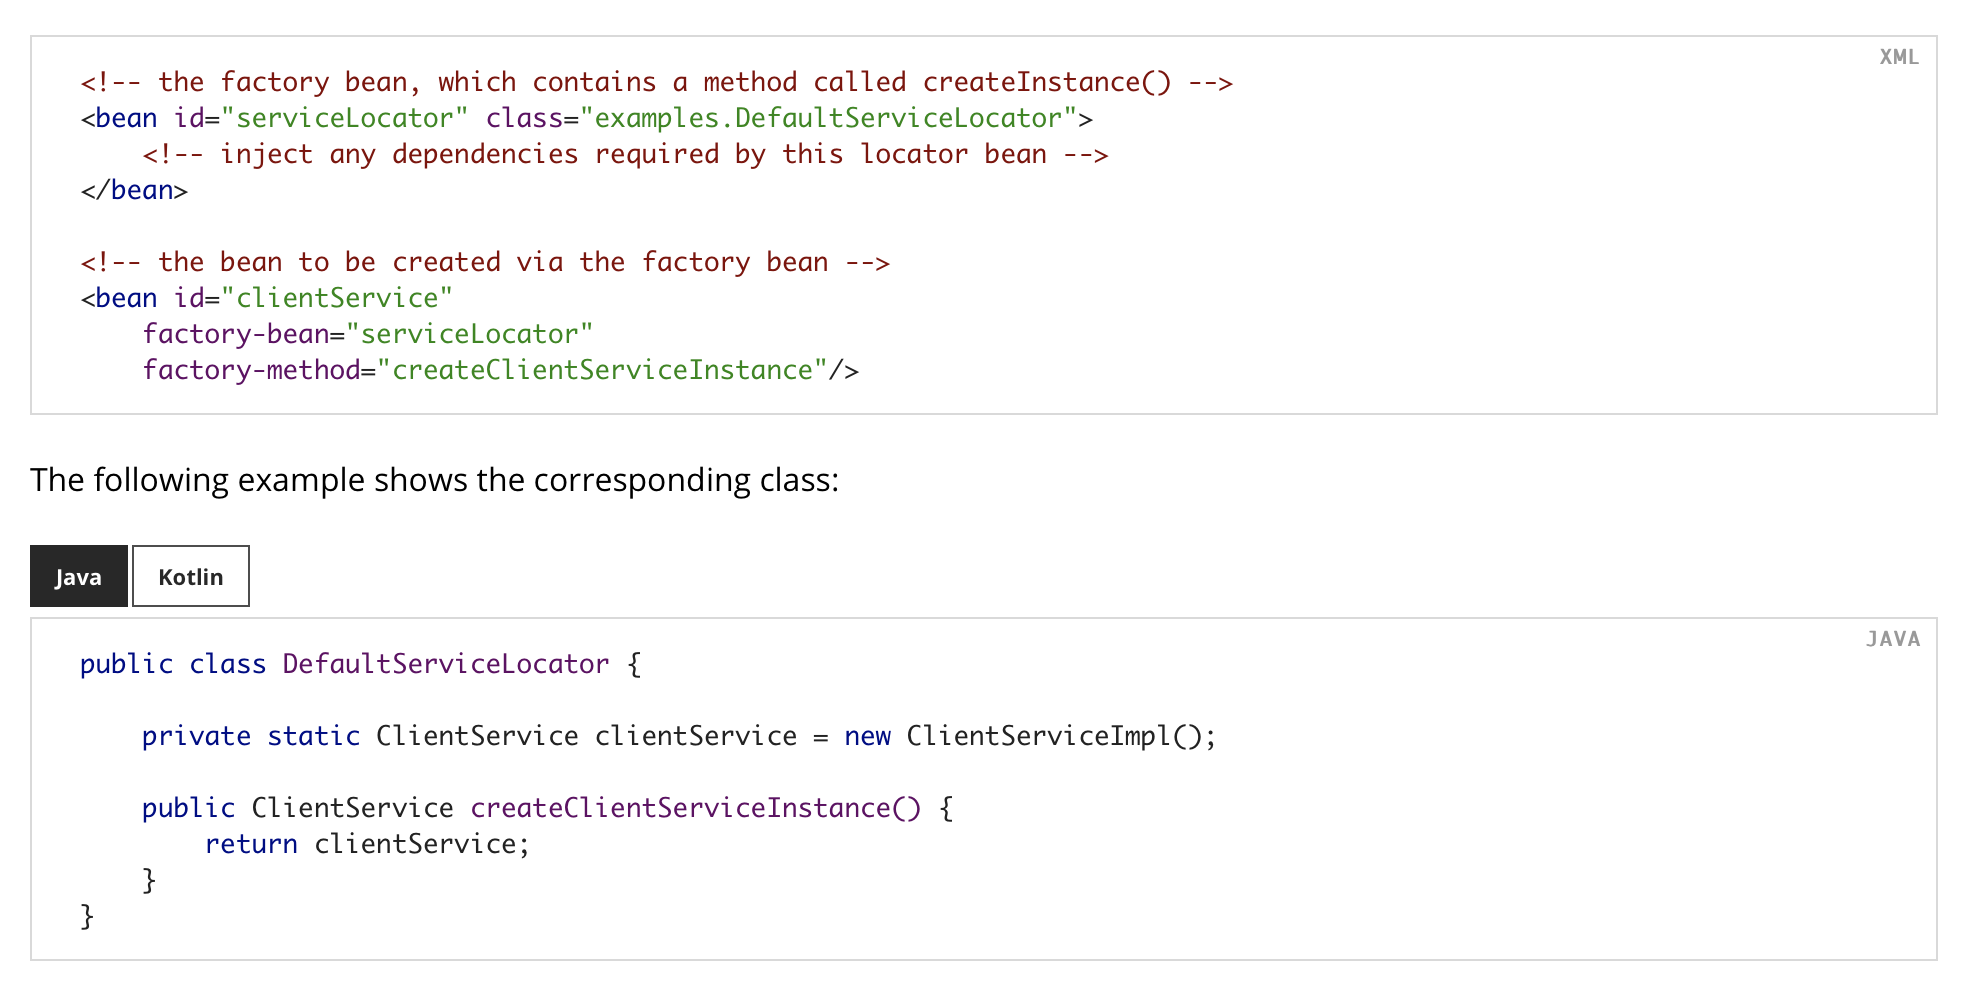 XML
<!-- the factory bean, which contains a method called createInstance() -->
<bean id="serviceLocator" class="examples.DefaultServiceLocator">
    <!-- inject any dependencies required by this locator bean -->
</bean>

<!-- the bean to be created via the factory bean -->
<bean id="clientService"
    factory-bean="serviceLocator"
    factory-method="createClientServiceInstance"/>
The following example shows the corresponding class:
Java Kotlin
JAVA
public class DefaultServiceLocator {

    private static ClientService clientService = new ClientServiceImpl();

    public ClientService createClientServiceInstance() {
        return clientService;
    }
}